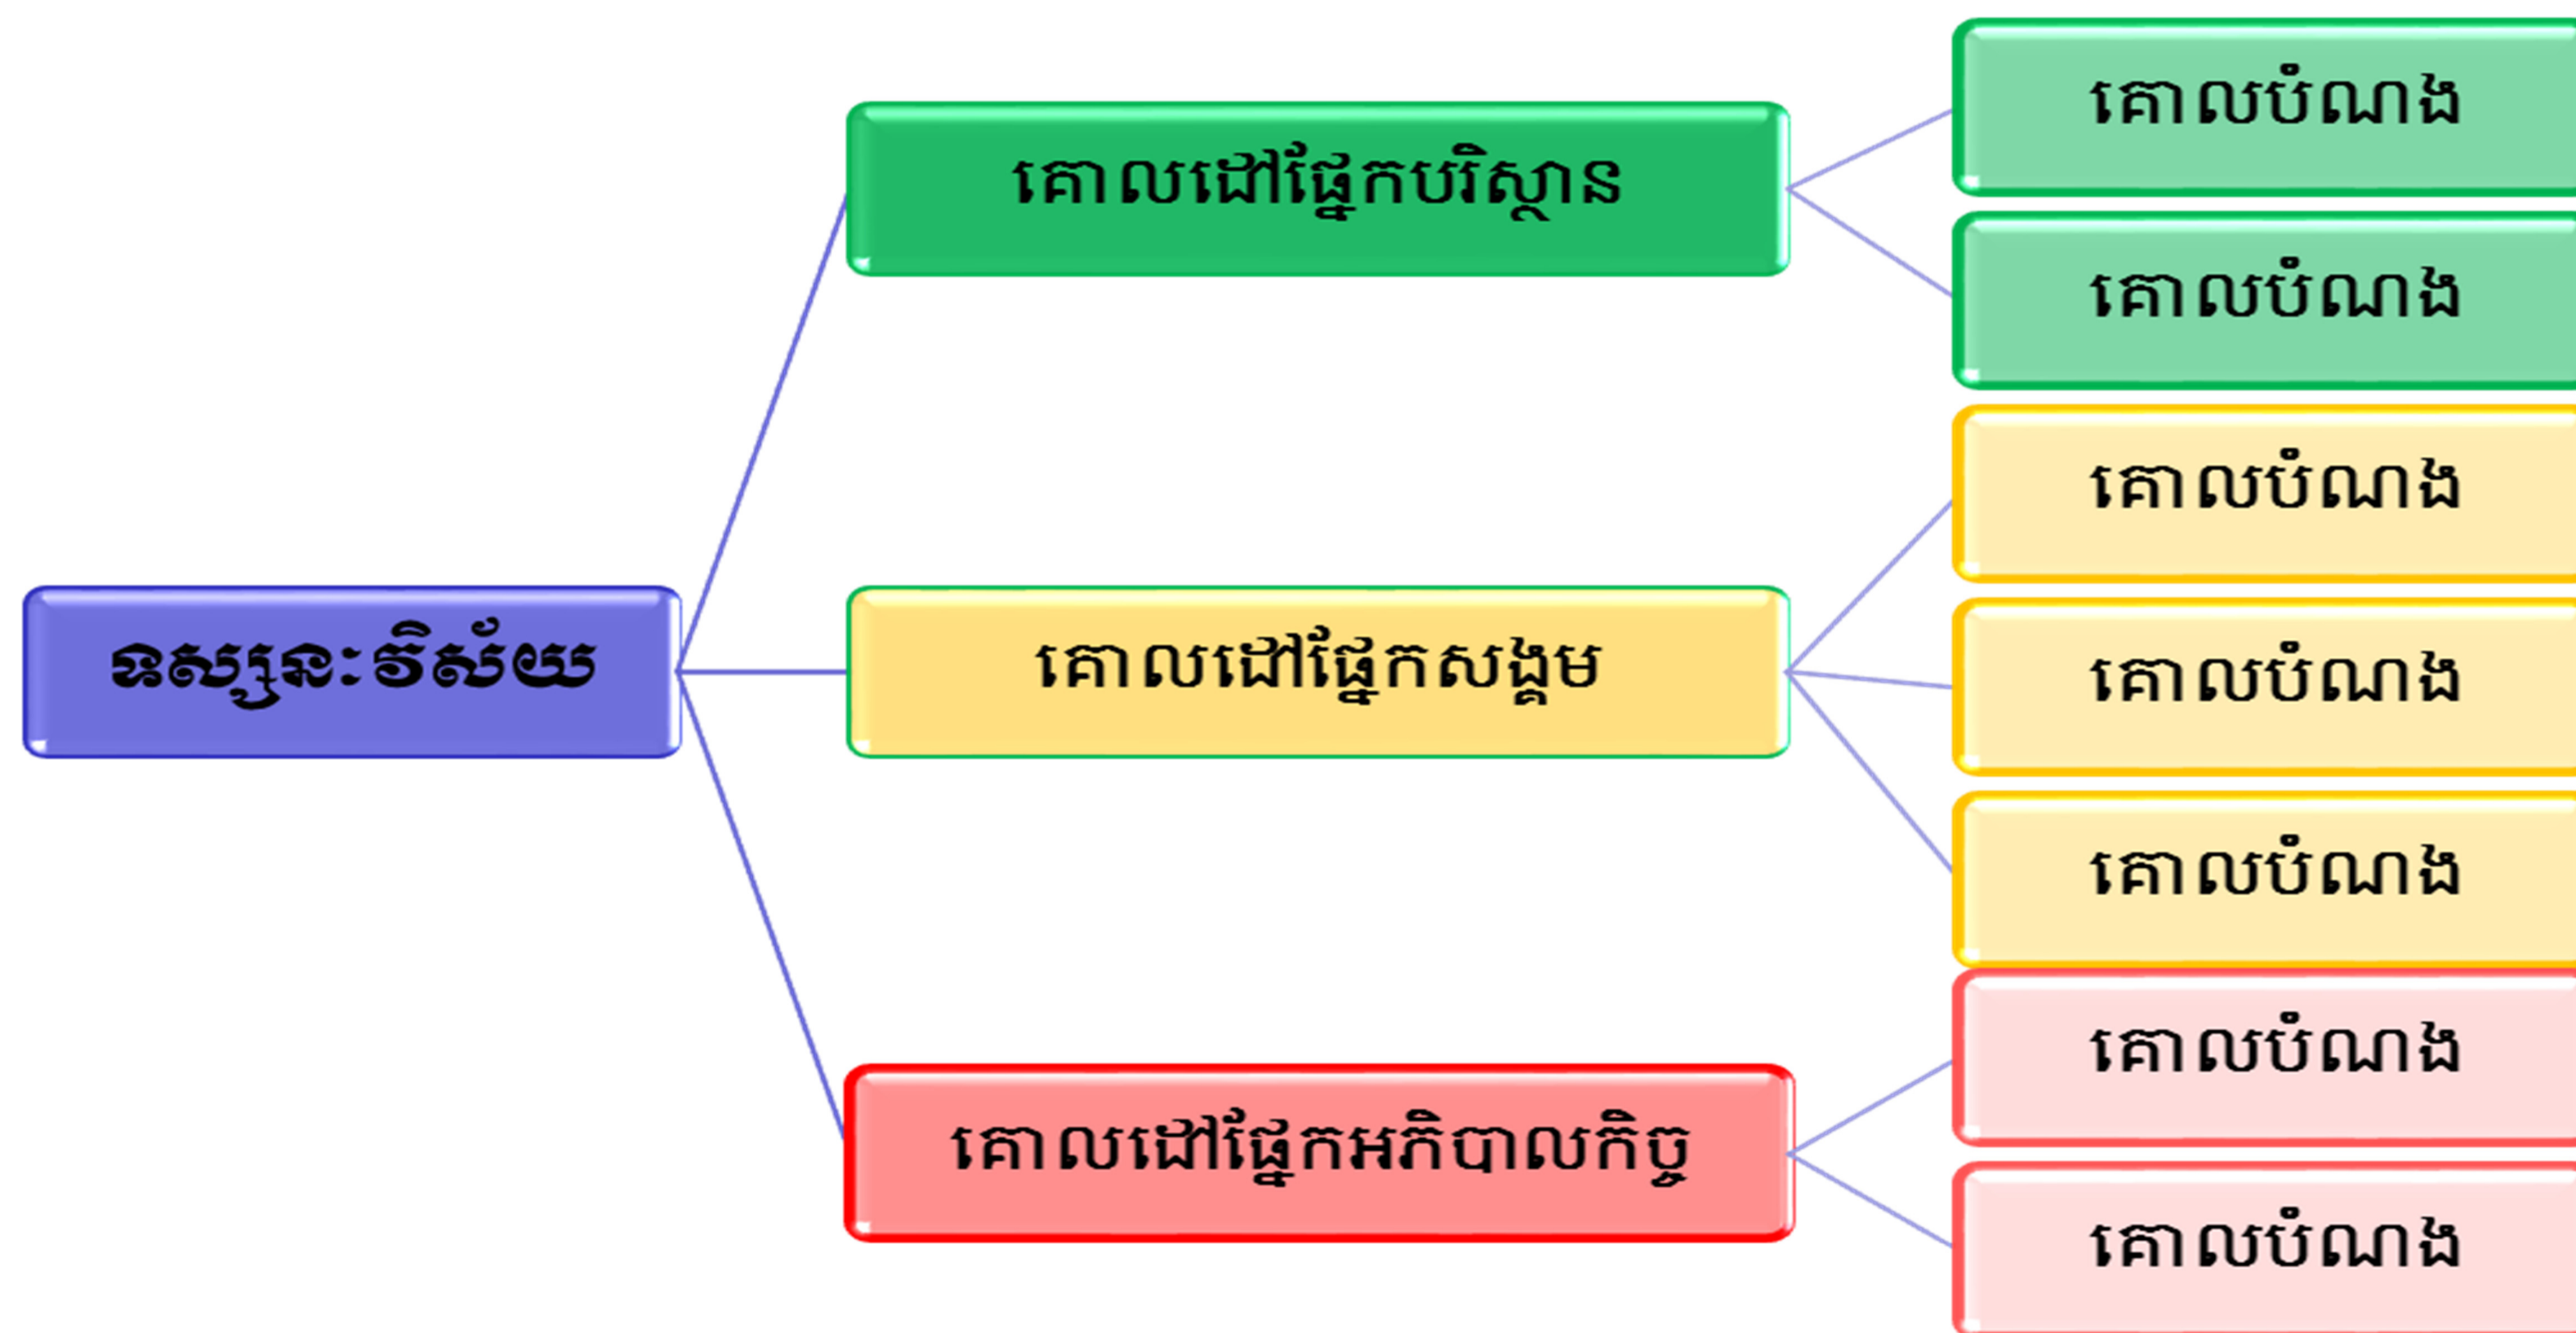 ទស្សនៈវិស័យ
គោលដៅផ្នែកបរិស្ថាន
គោលបំណង
គោលបំណង
គោលដៅផ្នែកសង្គម
គោលបំណង
គោលបំណង
គោលបំណង
គោលដៅផ្នែកអភិបាលកិច្ច
គោលបំណង
គោលបំណង